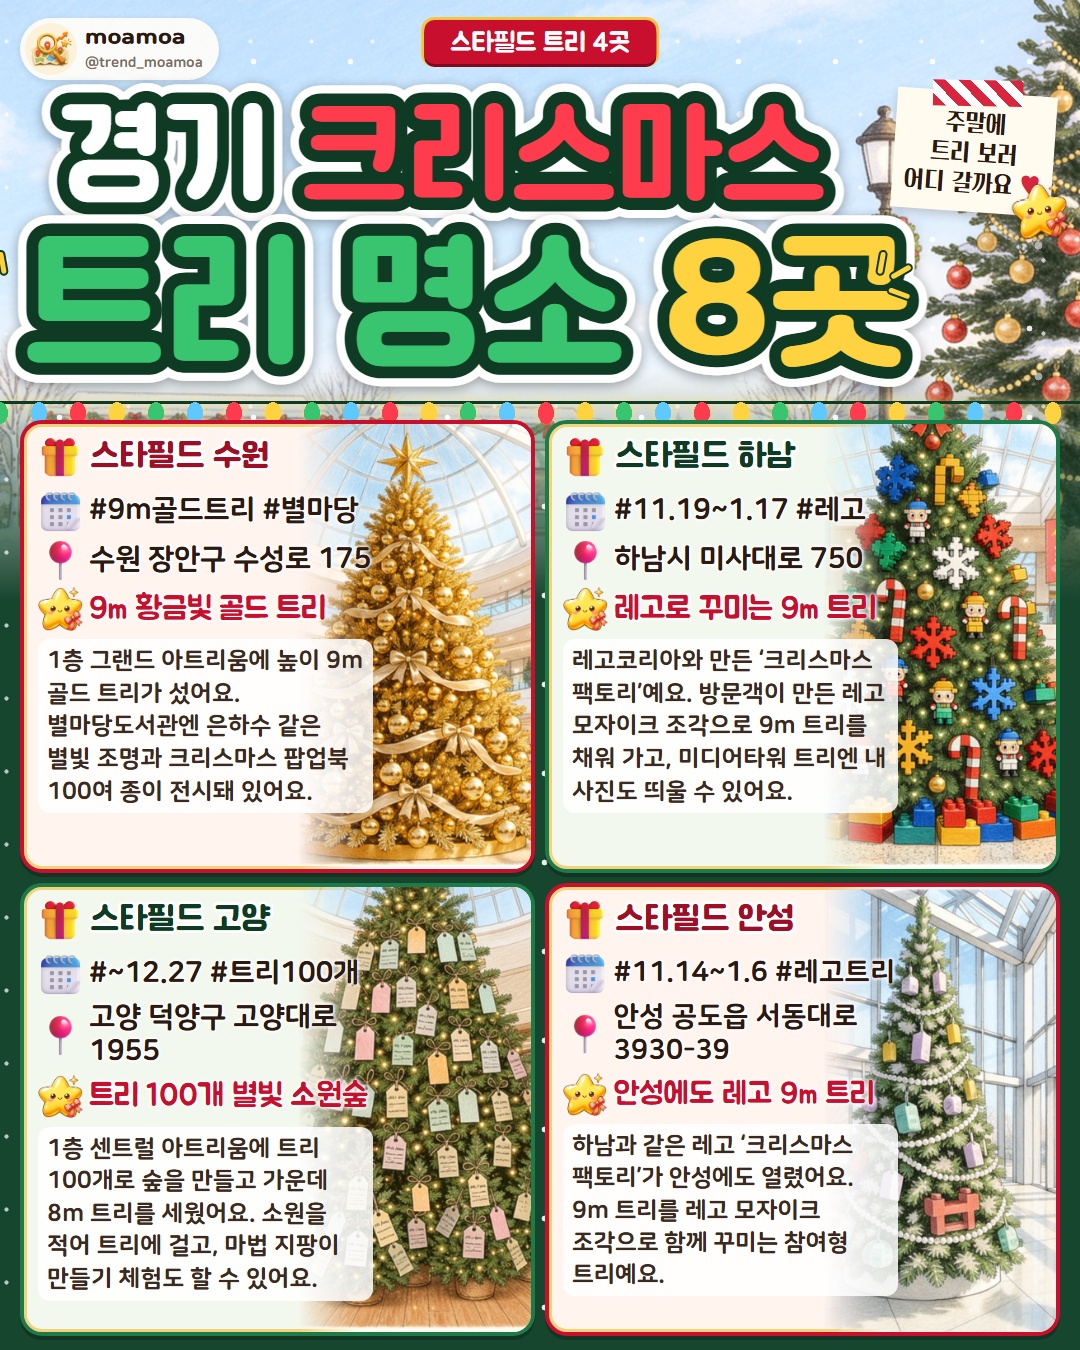 moamoa
@trend_moamoa
스타필드 트리 4곳
경기 크리스마스
트리 명소 8곳
주말에
트리 보러
어디 갈까요
스타필드 수원
#9m골드트리 #별마당
수원 장안구 수성로 175
9m 황금빛 골드 트리
1층 그랜드 아트리움에 높이 9m
골드 트리가 섰어요.
별마당도서관엔 은하수 같은
별빛 조명과 크리스마스 팝업북
100여 종이 전시돼 있어요.
스타필드 하남
#11.19~1.17 #레고
하남시 미사대로 750
레고로 꾸미는 9m 트리
레고코리아와 만든 ‘크리스마스
팩토리’예요. 방문객이 만든 레고
모자이크 조각으로 9m 트리를
채워 가고, 미디어타워 트리엔 내
사진도 띄울 수 있어요.
스타필드 고양
#~12.27 #트리100개
고양 덕양구 고양대로
1955
트리 100개 별빛 소원숲
1층 센트럴 아트리움에 트리
100개로 숲을 만들고 가운데
8m 트리를 세웠어요. 소원을
적어 트리에 걸고, 마법 지팡이
만들기 체험도 할 수 있어요.
스타필드 안성
#11.14~1.6 #레고트리
안성 공도읍 서동대로
3930-39
안성에도 레고 9m 트리
하남과 같은 레고 ‘크리스마스
팩토리’가 안성에도 열렸어요.
9m 트리를 레고 모자이크
조각으로 함께 꾸미는 참여형
트리예요.